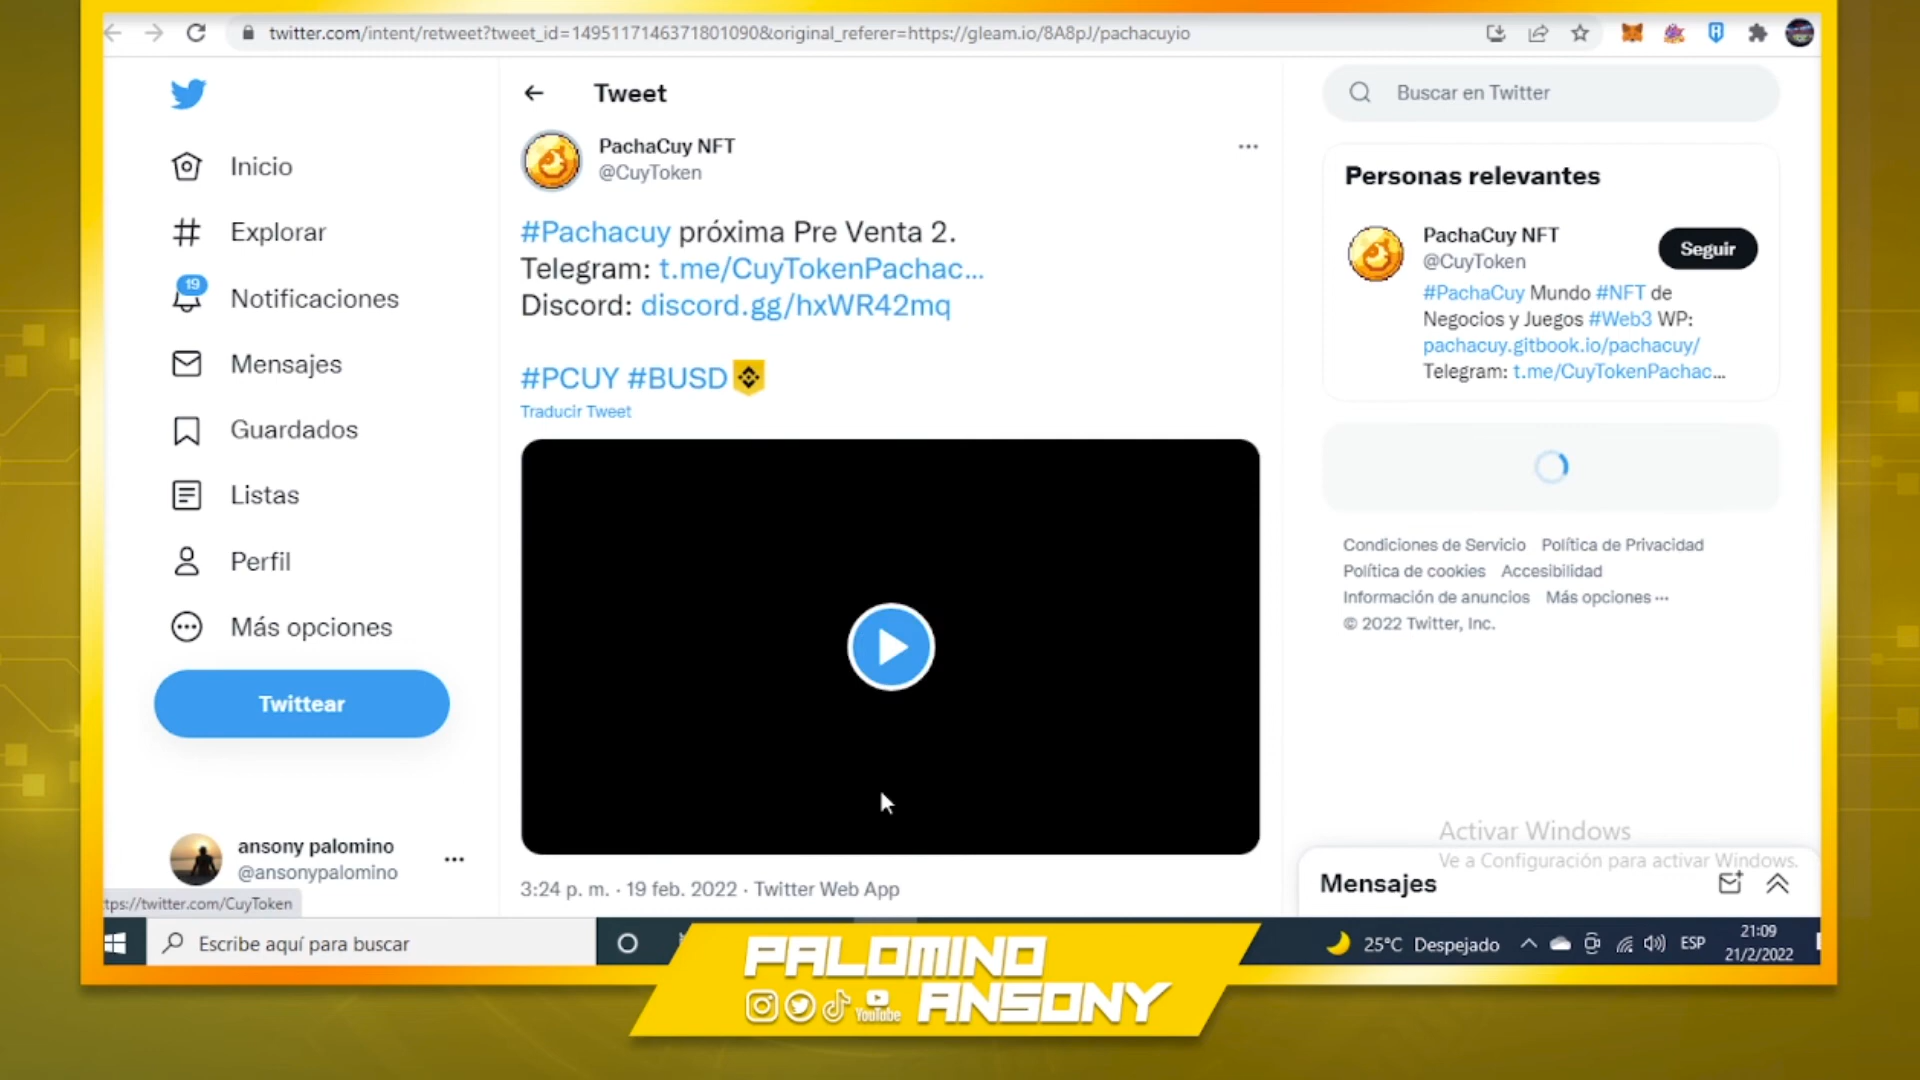 twitter.com/intent/retweet?tweet_id=1495117146371801090&original_referer=https://gleam.io/8A8pJ/pachacuyio
Inicio
Explorar
19
Notificaciones
Mensajes
Guardados
Listas
Perfil
Más opciones
Twittear
ansony palomino
@ansonypalomino
tps://twitter.com/CuyToken
Tweet
PachaCuy NFT
@CuyToken
#Pachacuy próxima Pre Venta 2.
Telegram: t.me/CuyTokenPachac...
Discord: discord.gg/hxWR42mq
#PCUY #BUSD
Traducir Tweet
3:24 p. m. · 19 feb. 2022 · Twitter Web App
Buscar en Twitter
Personas relevantes
PachaCuy NFT
@CuyToken
Seguir
#PachaCuy Mundo #NFT de
Negocios y Juegos #Web3 WP:
pachacuy.gitbook.io/pachacuy/
Telegram: t.me/CuyTokenPachac...
Condiciones de Servicio Política de Privacidad
Política de cookies Accesibilidad
Información de anuncios Más opciones ...
© 2022 Twitter, Inc.
Activar Windows
Ve a Configuración para activar Windows.
Mensajes
Escribe aquí para buscar
25°C Despejado
ESP
21:09
21/2/2022
PALOMINO
YouTube
ANSONY